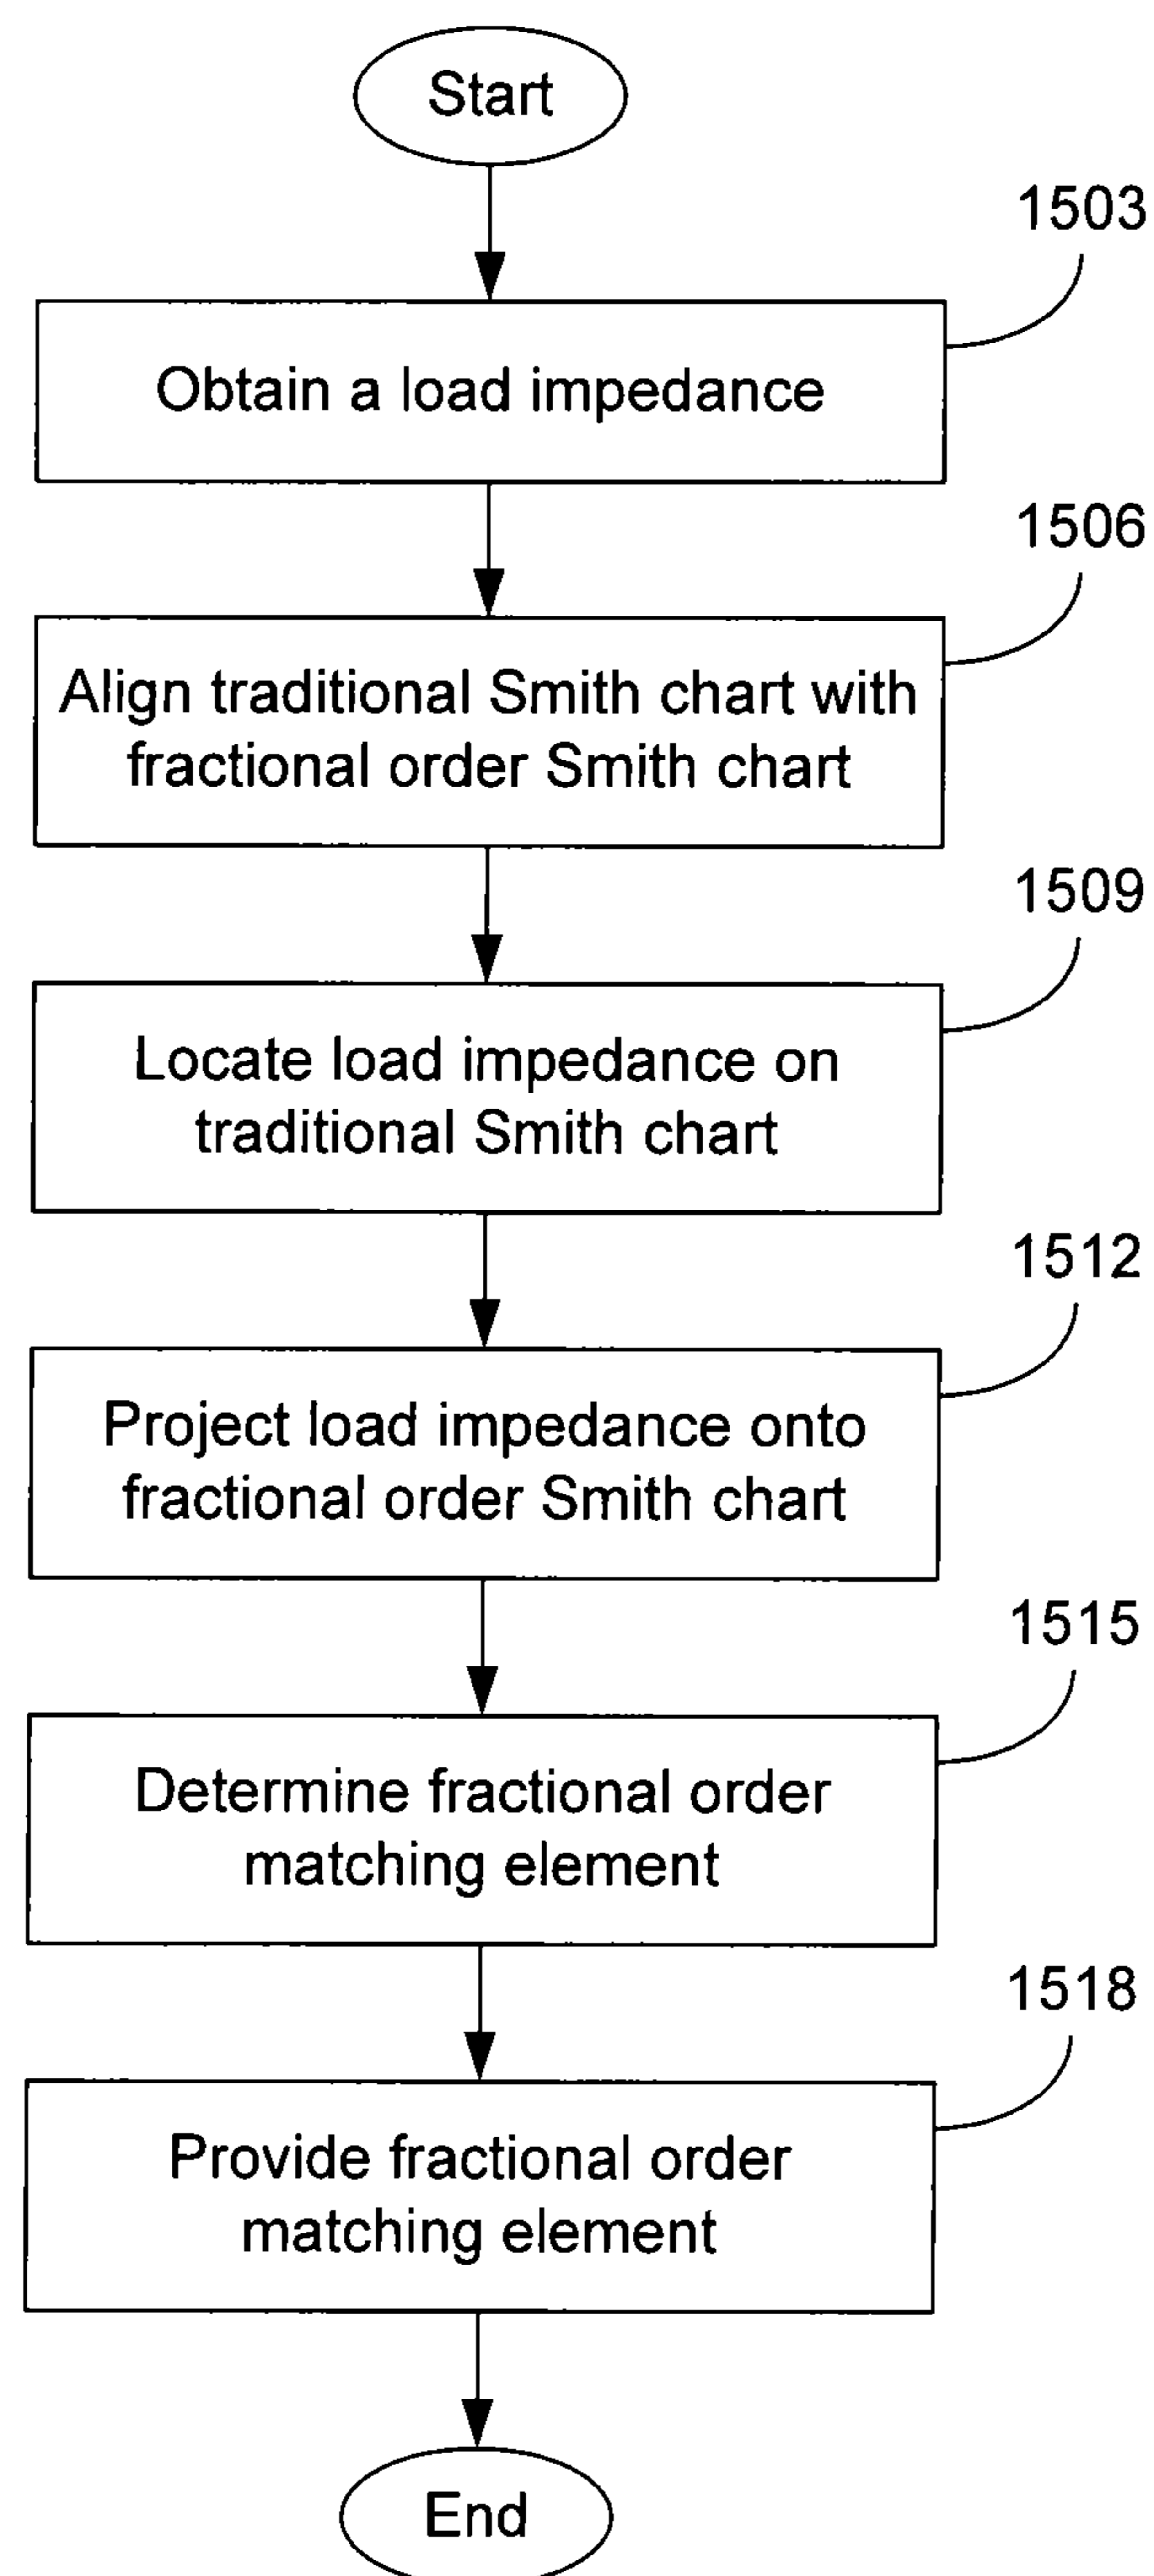 Start
1503
Obtain a load impedance
1506
Align traditional Smith chart with
fractional order Smith chart
1509
Locate load impedance on
traditional Smith chart
1512
Project load impedance onto
fractional order Smith chart
1515
Determine fractional order
matching element
1518
Provide fractional order
matching element
End